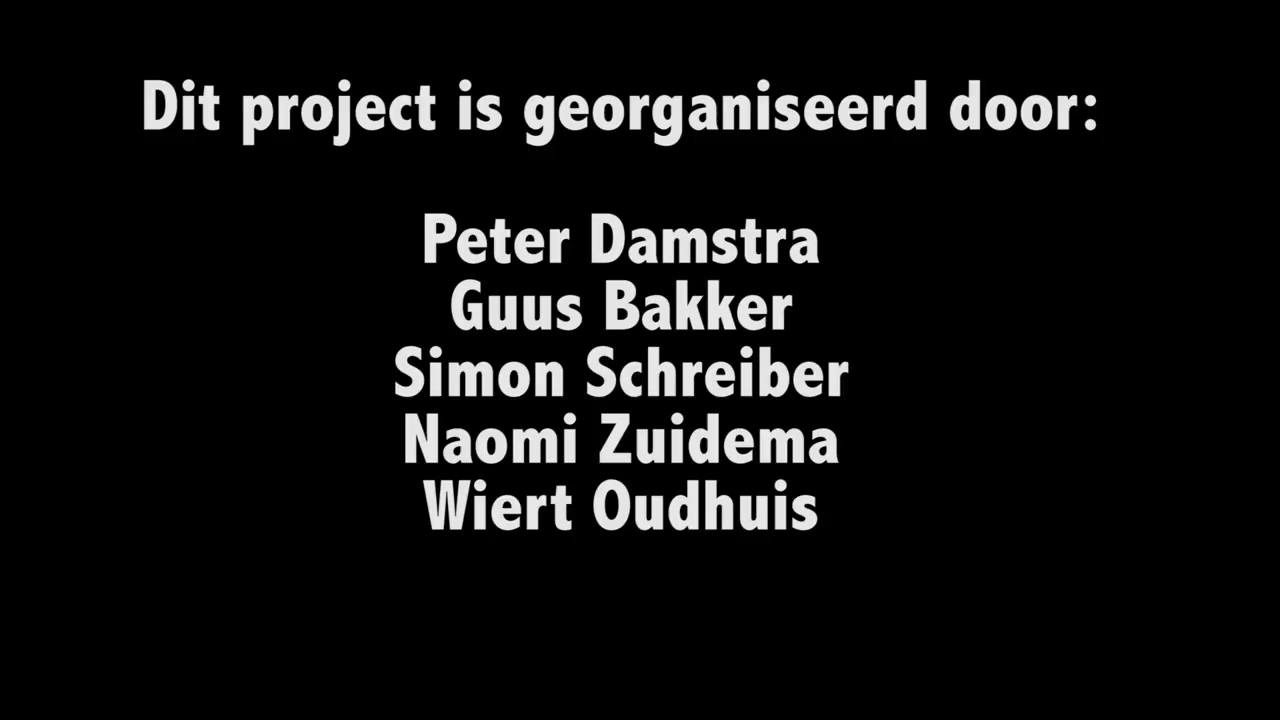 Dit project is georganiseerd door:
Peter Damstra
Guus Bakker
Simon Schreiber
Naomi Zuidema
Wiert Oudhuis